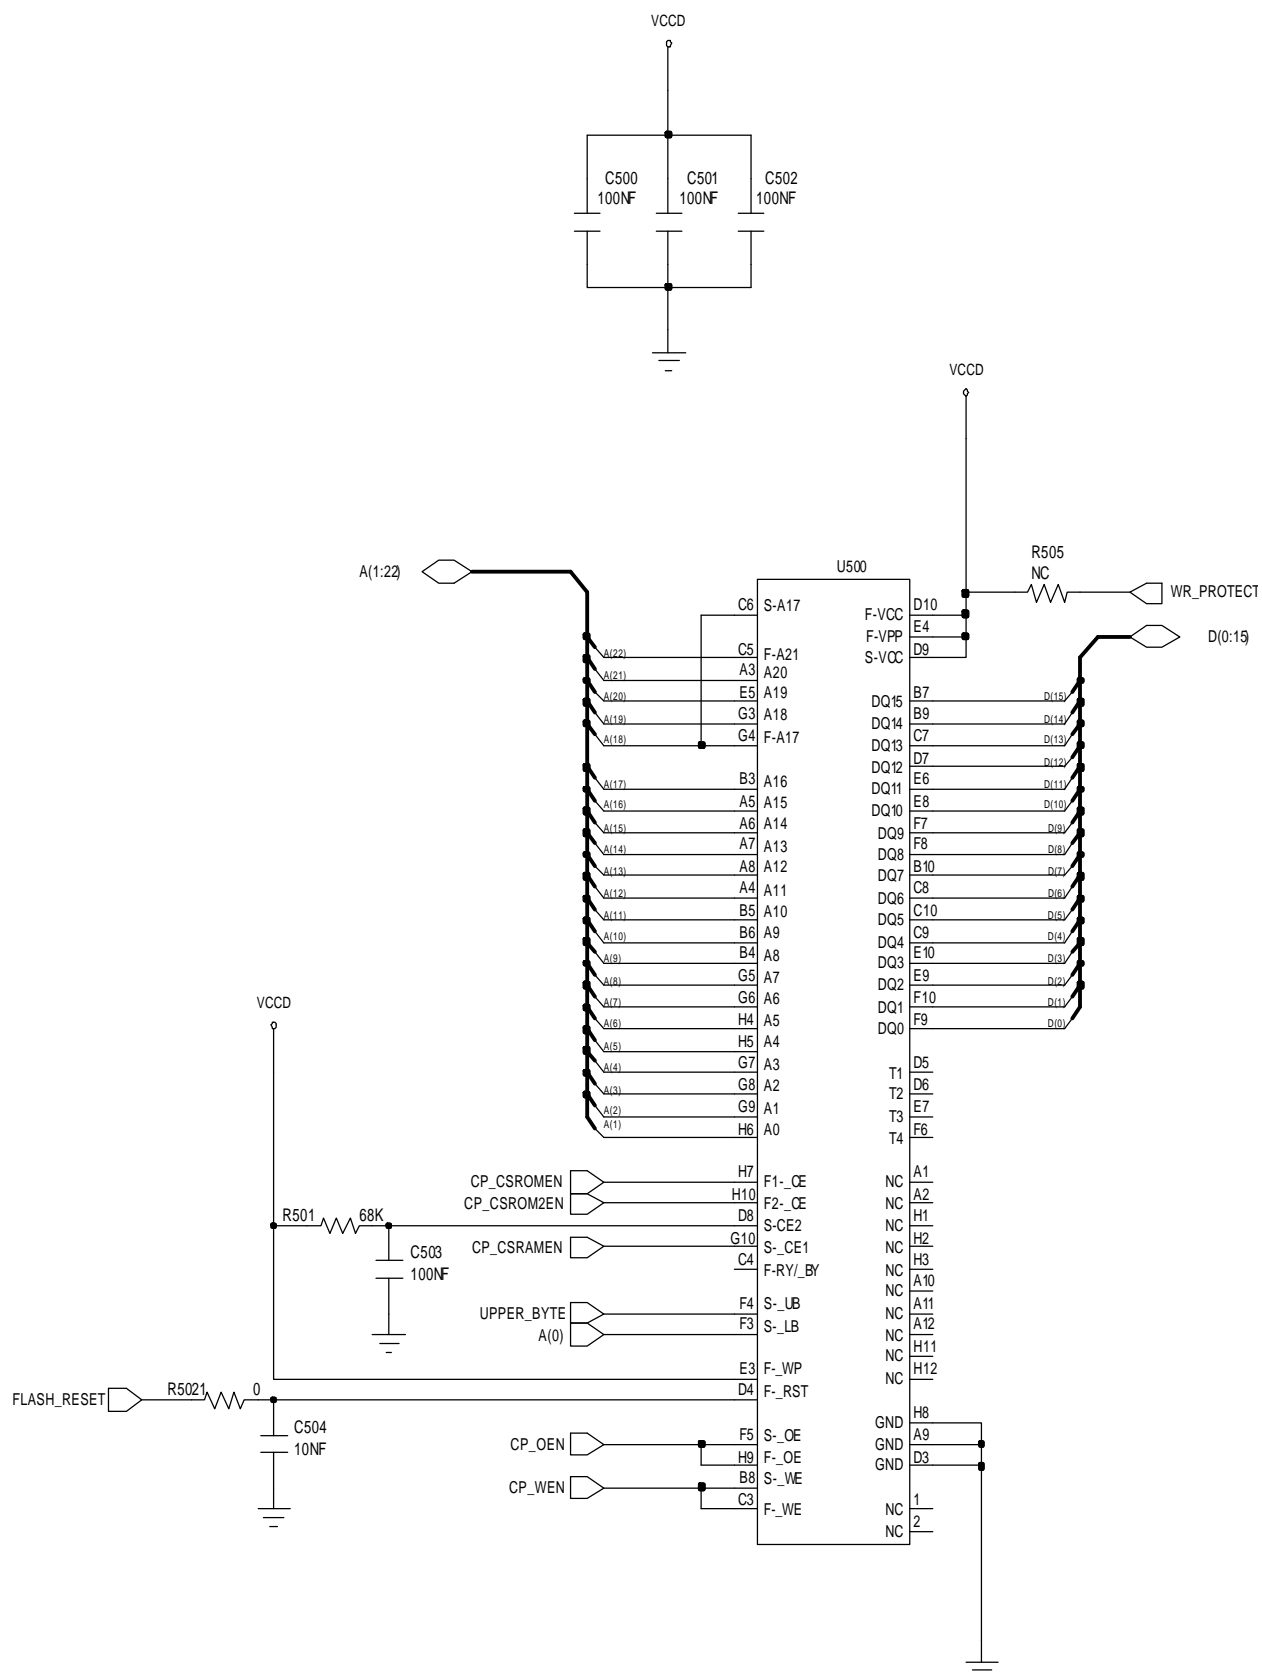 VCCD
C500 C501 C502
100NF 100NF 100NF
VCCD
R505
NC
WR_PROTECT
A(1:22)
U500
D(0:15)
C6 S-A17
F-VCC D10
F-VPP E4
S-VCC D9
A(22) C5 F-A21
A(21) A3 A20
A(20) E5 A19
A(19) G3 A18
A(18) G4 F-A17
A(17) B3 A16
A(16) A5 A15
A(15) A6 A14
A(14) A7 A13
A(13) A8 A12
A(12) A4 A11
A(11) B5 A10
A(10) B6 A9
A(9) B4 A8
A(8) G5 A7
A(7) G6 A6
A(6) H4 A5
A(5) H5 A4
A(4) G7 A3
A(3) G8 A2
A(2) G9 A1
A(1) H6 A0
DQ15 B7 D(15)
DQ14 B9 D(14)
DQ13 C7 D(13)
DQ12 D7 D(12)
DQ11 E6 D(11)
DQ10 E8 D(10)
DQ9 F7 D(9)
DQ8 F8 D(8)
DQ7 B10 D(7)
DQ6 C8 D(6)
DQ5 C10 D(5)
DQ4 C9 D(4)
DQ3 E10 D(3)
DQ2 E9 D(2)
DQ1 F10 D(1)
DQ0 F9 D(0)
T1 D5
T2 D6
T3 E7
T4 F6
VCCD
CP_CSROMEN H7 F1-_CE
CP_CSROM2EN H10 F2-_CE
R501 68K D8 S-CE2
CP_CSRAMEN G10 S-_CE1
C503
100NF
C4 F-RY/_BY
UPPER_BYTE F4 S-_UB
A(0) F3 S-_LB
E3 F-_WP
FLASH_RESET R5021 0 D4 F-_RST
C504
10NF
CP_OEN F5 S-_OE
H9 F-_OE
CP_WEN B8 S-_WE
C3 F-_WE
NC A1
NC A2
NC H1
NC H2
NC H3
NC A10
NC A11
NC A12
NC H11
NC H12
GND H8
GND A9
GND D3
NC 1
NC 2